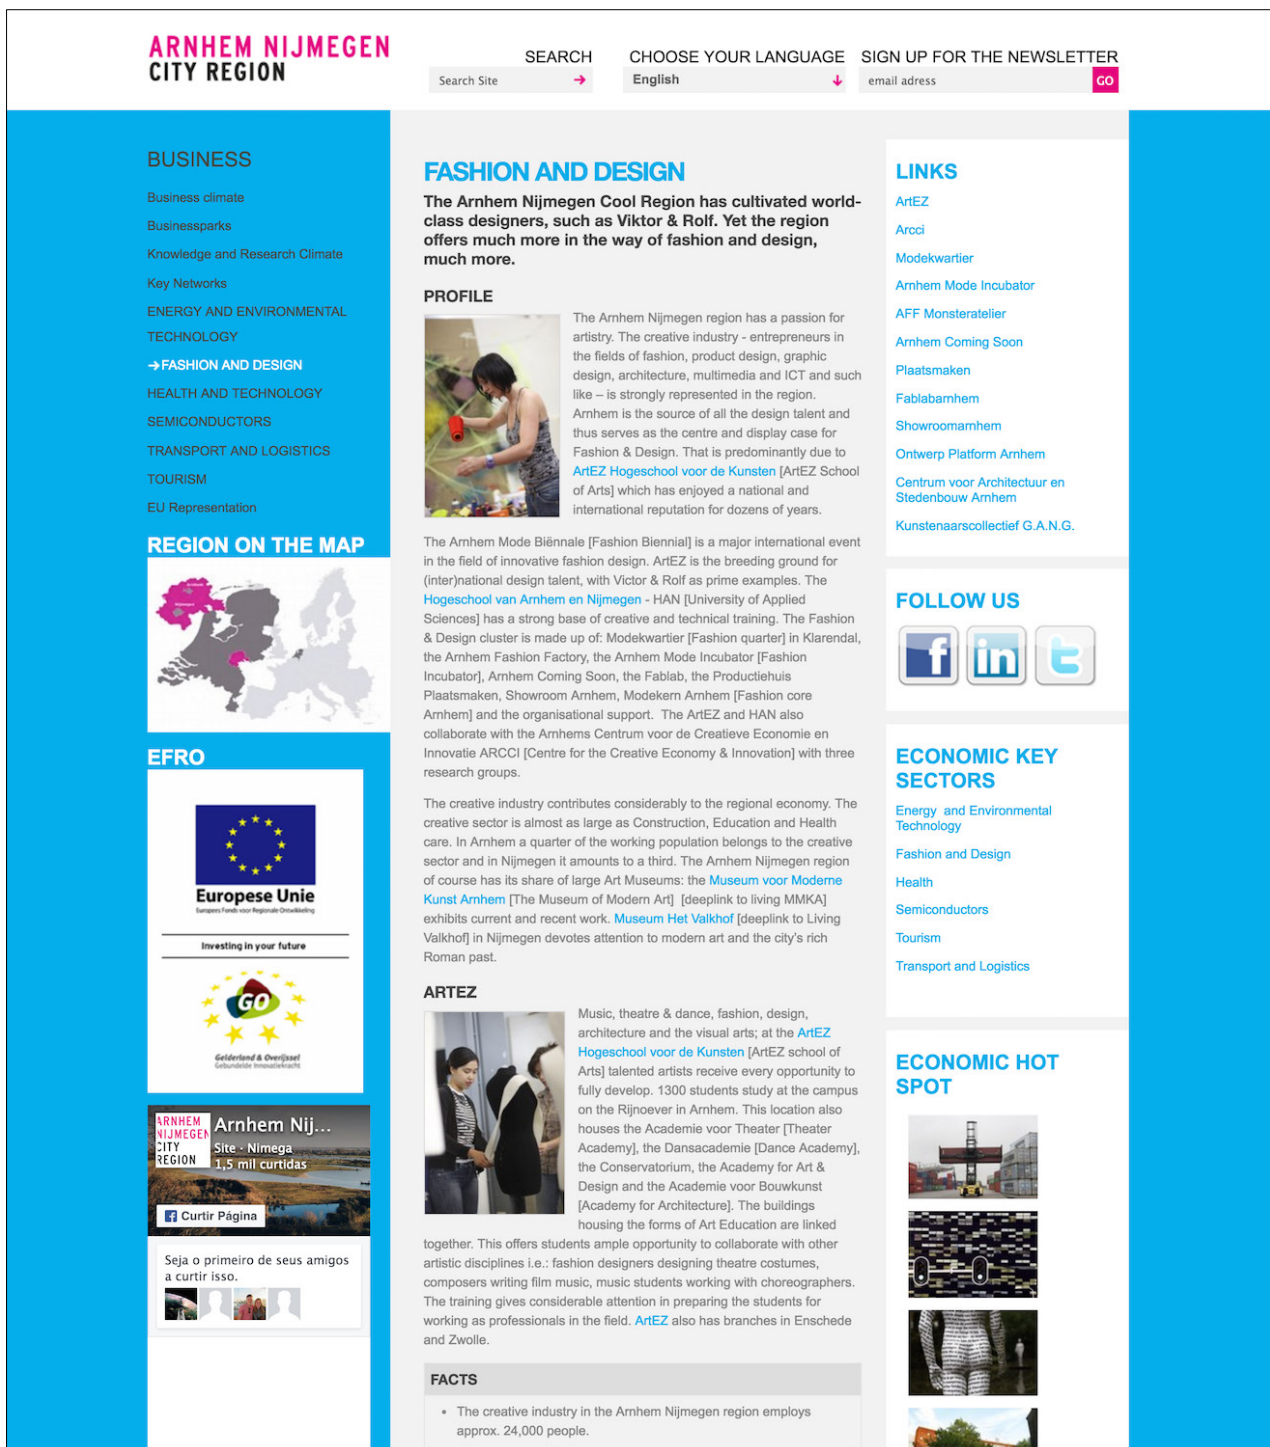 ARNHEM NIJMEGEN
CITY REGION
SEARCH
Search Site
CHOOSE YOUR LANGUAGE
English
SIGN UP FOR THE NEWSLETTER
email adress
GO
BUSINESS
Business climate
Businessparks
Knowledge and Research Climate
Key Networks
ENERGY AND ENVIRONMENTAL
TECHNOLOGY
FASHION AND DESIGN
HEALTH AND TECHNOLOGY
SEMICONDUCTORS
TRANSPORT AND LOGISTICS
TOURISM
EU Representation
REGION ON THE MAP
EFRO
Europese Unie
Europees Fonds voor Regionale Ontwikkeling
Investing in your future
GO
Gelderland & Overijssel
Gebundelde Innovatiekracht
ARNHEM
NIJMEGEN
CITY
REGION
Arnhem Nij...
Site - Nimega
1,5 mil curtidas
Curtir Página
Seja o primeiro de seus amigos
a curtir isso.
FASHION AND DESIGN
The Arnhem Nijmegen Cool Region has cultivated world-
class designers, such as Viktor & Rolf. Yet the region
offers much more in the way of fashion and design,
much more.
PROFILE
The Arnhem Nijmegen region has a passion for
artistry. The creative industry - entrepreneurs in
the fields of fashion, product design, graphic
design, architecture, multimedia and ICT and such
like – is strongly represented in the region.
Arnhem is the source of all the design talent and
thus serves as the centre and display case for
Fashion & Design. That is predominantly due to
ArtEZ Hogeschool voor de Kunsten [ArtEZ School
of Arts] which has enjoyed a national and
international reputation for dozens of years.
The Arnhem Mode Biënnale [Fashion Biennial] is a major international event
in the field of innovative fashion design. ArtEZ is the breeding ground for
(inter)national design talent, with Victor & Rolf as prime examples. The
Hogeschool van Arnhem en Nijmegen - HAN [University of Applied
Sciences] has a strong base of creative and technical training. The Fashion
& Design cluster is made up of: Modekwartier [Fashion quarter] in Klarendal,
the Arnhem Fashion Factory, the Arnhem Mode Incubator [Fashion
Incubator], Arnhem Coming Soon, the Fablab, the Productiehuis
Plaatsmaken, Showroom Arnhem, Modekern Arnhem [Fashion core
Arnhem] and the organisational support. The ArtEZ and HAN also
collaborate with the Arnhems Centrum voor de Creatieve Economie en
Innovatie ARCCI [Centre for the Creative Economy & Innovation] with three
research groups.
The creative industry contributes considerably to the regional economy. The
creative sector is almost as large as Construction, Education and Health
care. In Arnhem a quarter of the working population belongs to the creative
sector and in Nijmegen it amounts to a third. The Arnhem Nijmegen region
of course has its share of large Art Museums: the Museum voor Moderne
Kunst Arnhem [The Museum of Modern Art] [deeplink to living MMKA]
exhibits current and recent work. Museum Het Valkhof [deeplink to Living
Valkhof] in Nijmegen devotes attention to modern art and the city's rich
Roman past.
ARTEZ
Music, theatre & dance, fashion, design,
architecture and the visual arts; at the ArtEZ
Hogeschool voor de Kunsten [ArtEZ school of
Arts] talented artists receive every opportunity to
fully develop. 1300 students study at the campus
on the Rijnoever in Arnhem. This location also
houses the Academie voor Theater [Theater
Academy], the Dansacademie [Dance Academy],
the Conservatorium, the Academy for Art &
Design and the Academie voor Bouwkunst
[Academy for Architecture]. The buildings
housing the forms of Art Education are linked
together. This offers students ample opportunity to collaborate with other
artistic disciplines i.e.: fashion designers designing theatre costumes,
composers writing film music, music students working with choreographers.
The training gives considerable attention in preparing the students for
working as professionals in the field. ArtEZ also has branches in Enschede
and Zwolle.
FACTS
• The creative industry in the Arnhem Nijmegen region employs
approx. 24,000 people.
LINKS
ArtEZ
Arcci
Modekwartier
Arnhem Mode Incubator
AFF Monsteratelier
Arnhem Coming Soon
Plaatsmaken
Fablabarnhem
Showroomarnhem
Ontwerp Platform Arnhem
Centrum voor Architectuur en
Stedenbouw Arnhem
Kunstenaarscollectief G.A.N.G.
FOLLOW US
f in t
ECONOMIC KEY
SECTORS
Energy and Environmental
Technology
Fashion and Design
Health
Semiconductors
Tourism
Transport and Logistics
ECONOMIC HOT
SPOT